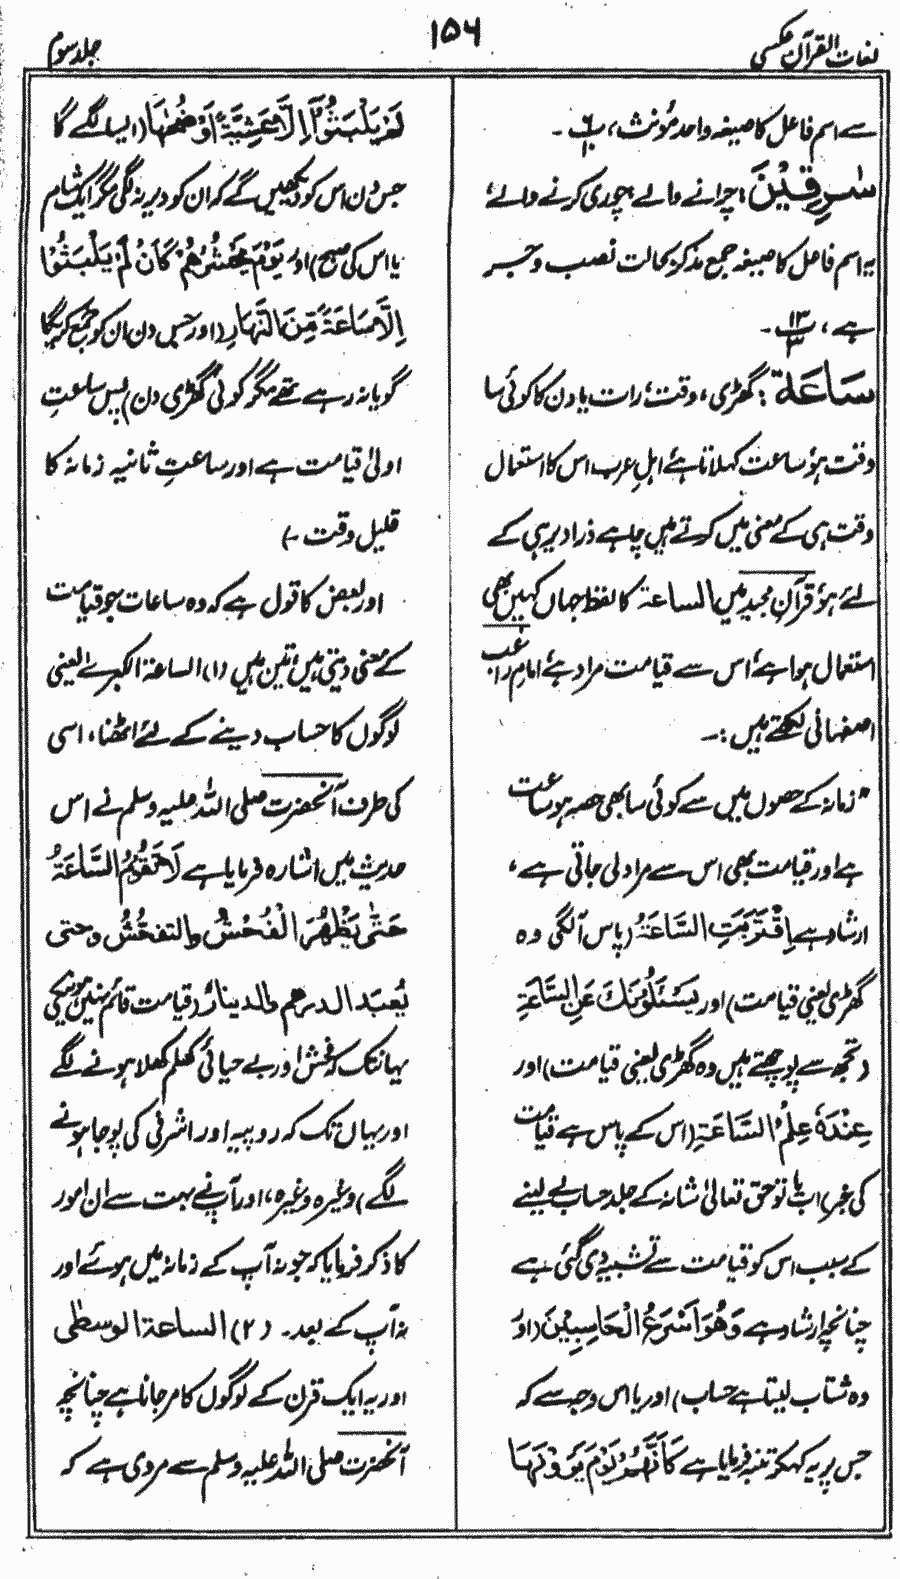 لغات القرآن عکسی
۱۵۶
جلد سوم
سے اسم فاعل کا صیغہ واحد مؤنث، پ ۶ ۱ -
سٰرِقِیْنَ، چرانے والے، چوری کرنے والے،
یہ اسم فاعل کا صیغہ جمع مذکر بحالت نصب و جر
ہے، پ ۱۳ ۳ -
سَاعَة: گھڑی، وقت، رات یا دن کا کوئی سا
وقت ہو ساعت کہلاتا ہے، اہلِ عرب اس کا استعمال
وقت ہی کے معنی میں کرتے ہیں چاہے ذرا دیر ہی کے
لئے ہو، قرآن مجید میں الساعۃ کا لفظ جہاں کہیں بھی
استعمال ہوا ہے، اس سے قیامت مراد ہے، امام راغب
اصفہانی لکھتے ہیں :-
"زمانہ کے حصوں میں سے کوئی سا بھی حصہ ہو ساعت
ہے اور قیامت بھی اس سے مراد لی جاتی ہے،
ارشاد ہے اِقْتَرَبَتِ السَّاعَۃُ (پاس آلگی وہ
گھڑی یعنی قیامت) اور یَسْئَلُوْنَكَ عَنِ السَّاعَةِ
(تجھ سے پوچھتے ہیں وہ گھڑی یعنی قیامت) اور
عِنْدَہٗ عِلْمُ السَّاعَةِ (اس کے پاس ہے قیامت
کی خبر) اب یا تو حق تعالیٰ شانہ کے جلد حساب لے لینے
کے سبب اس کو قیامت سے تشبیہ دی گئی ہے
چنانچہ ارشاد ہے وَھُوَ اَسْرَعُ الْحَاسِبِیْنَ (اور
وہ شتاب لیتا ہے حساب) اور یا اس وجہ سے کہ
جس پر یہ کہہ کر تنبیہ فرمایا ہے کَاَنَّھُمْ یَوْمَ یَرَوْنَہَا
لَمْ یَلْبَثُوْٓا اِلَّا عَشِیَّةً اَوْ ضُحٰھَا (ایسا لگے گا
جس دن اس کو دیکھیں گے کہ ان کو دیر نہ لگی مگر ایک شام
یا اس کی صبح) اور یَوْمَ یَحْشُرُھُمْ کَاَنْ لَّمْ یَلْبَثُوْا
اِلَّا سَاعَةً مِّنَ النَّہَارِ (اور جس دن ان کو جمع کریگا
گویا نہ رہے تھے مگر کوئی گھڑی دن) پس ساعتِ
اولیٰ قیامت ہے اور ساعتِ ثانیہ زمانہ کا
قلیل وقت -)
اور بعض کا قول ہے کہ وہ ساعات جو قیامت
کے معنی دیتی ہیں، تین ہیں (۱) الساعۃ الکبریٰ یعنی
لوگوں کا حساب دینے کے لئے اٹھنا، اسی
کی طرف آنحضرت صلی اللہ علیہ وسلم نے اس
حدیث میں اشارہ فرمایا ہے لَا تَقُوْمُ السَّاعَةُ
حَتّٰی یَظْھَرَ الْفُحْشُ والتفحُّشُ وحتی
یُعبَد الدرھم والدینارُ (قیامت قائم نہیں ہوسکتی
یہانتک کہ فحش اور بے حیائی کھلم کھلا ہونے لگے
اور یہاں تک کہ روپیہ اور اشرفی کی پوجا ہونے
لگے) وغیرہ وغیرہ، اور آپ نے بہت سے ان امور
کا ذکر فرمایا کہ جو نہ آپ کے زمانہ میں ہوئے اور
نہ آپ کے بعد۔ (۲) الساعۃ الوسطٰی
اور یہ ایک قرن کے لوگوں کا مرجانا ہے چنانچہ
آنحضرت صلی اللہ علیہ وسلم سے مروی ہے کہ